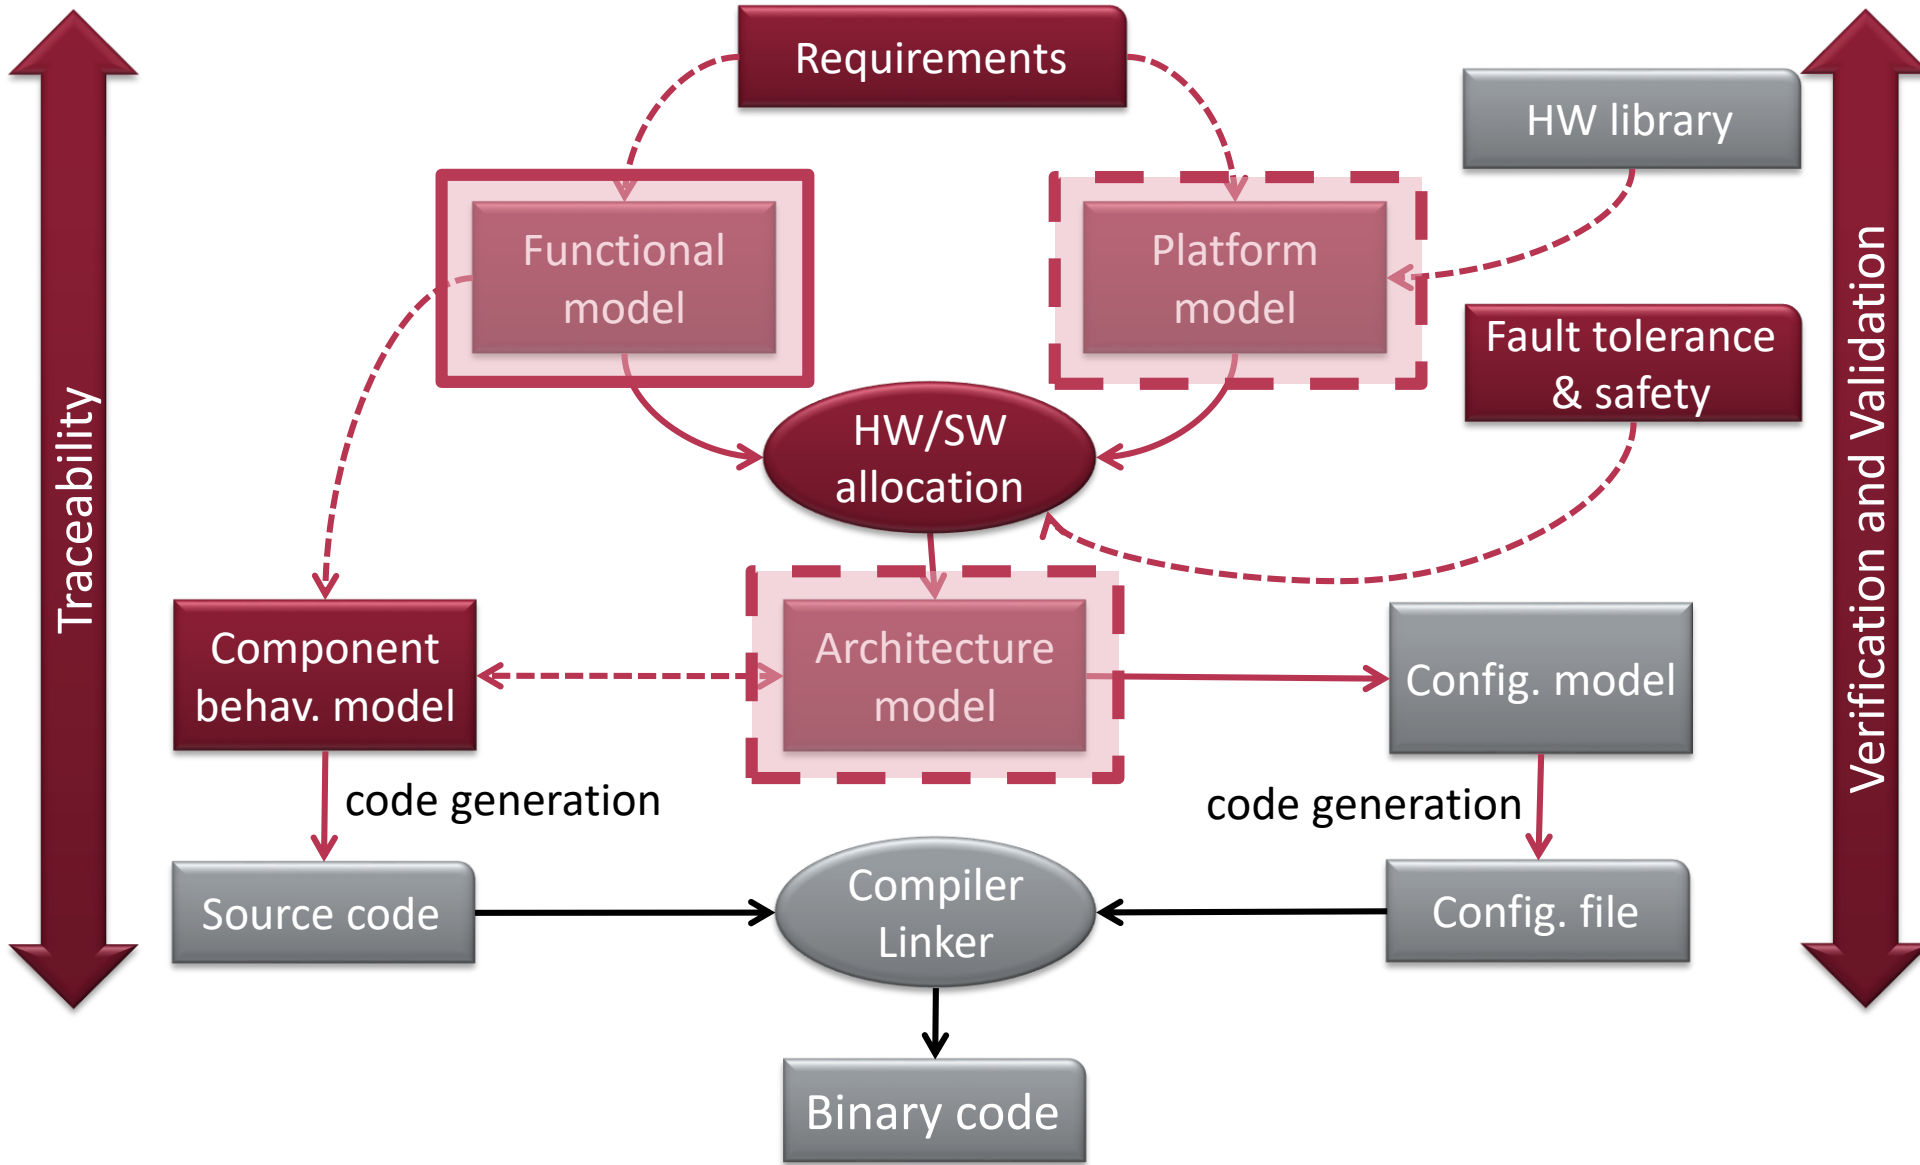 Requirements
HW library
Functional
model
Platform
model
Fault tolerance
& safety
HW/SW
allocation
Traceability
Verification and Validation
Component
behav. model
Architecture
model
Config. model
code generation
code generation
Source code
Compiler
Linker
Config. file
Binary code